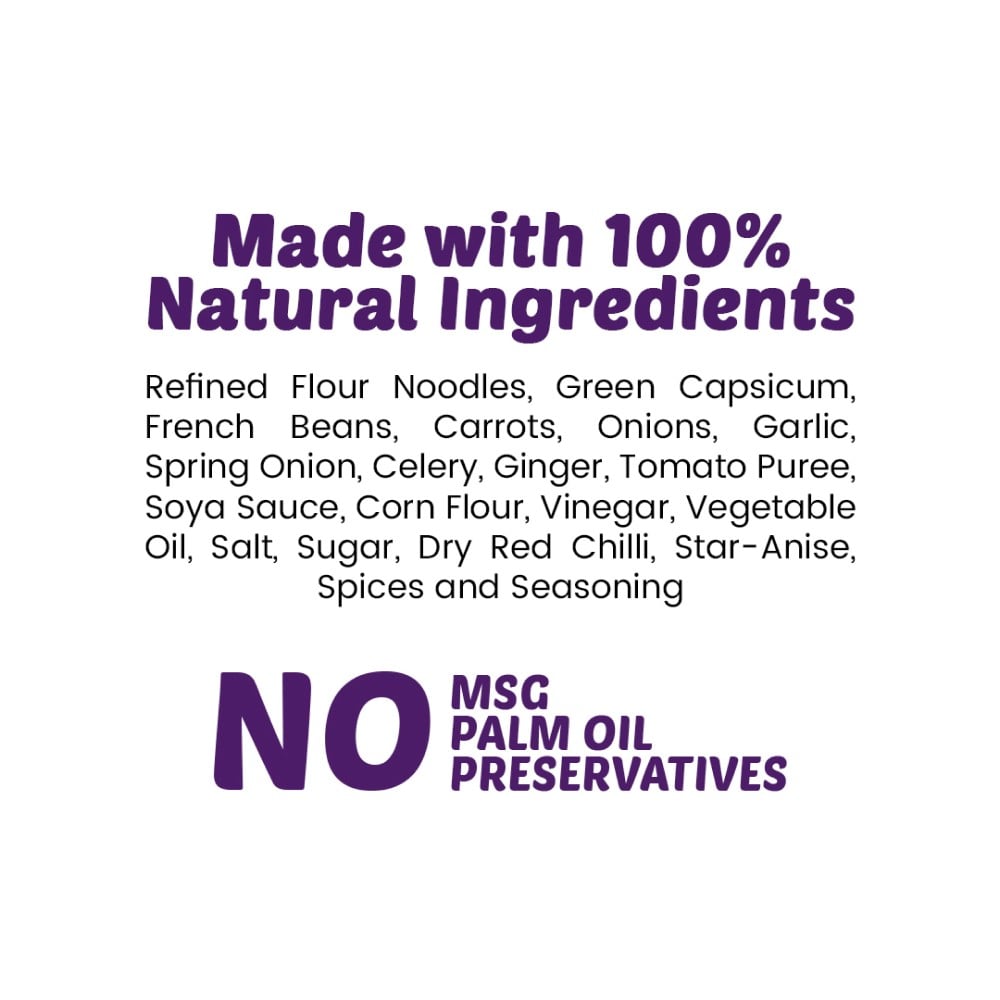 Made with 100%
Natural Ingredients
Refined Flour Noodles, Green Capsicum,
French Beans, Carrots, Onions, Garlic,
Spring Onion, Celery, Ginger, Tomato Puree,
Soya Sauce, Corn Flour, Vinegar, Vegetable
Oil, Salt, Sugar, Dry Red Chilli, Star-Anise,
Spices and Seasoning
NO
MSG
PALM OIL
PRESERVATIVES